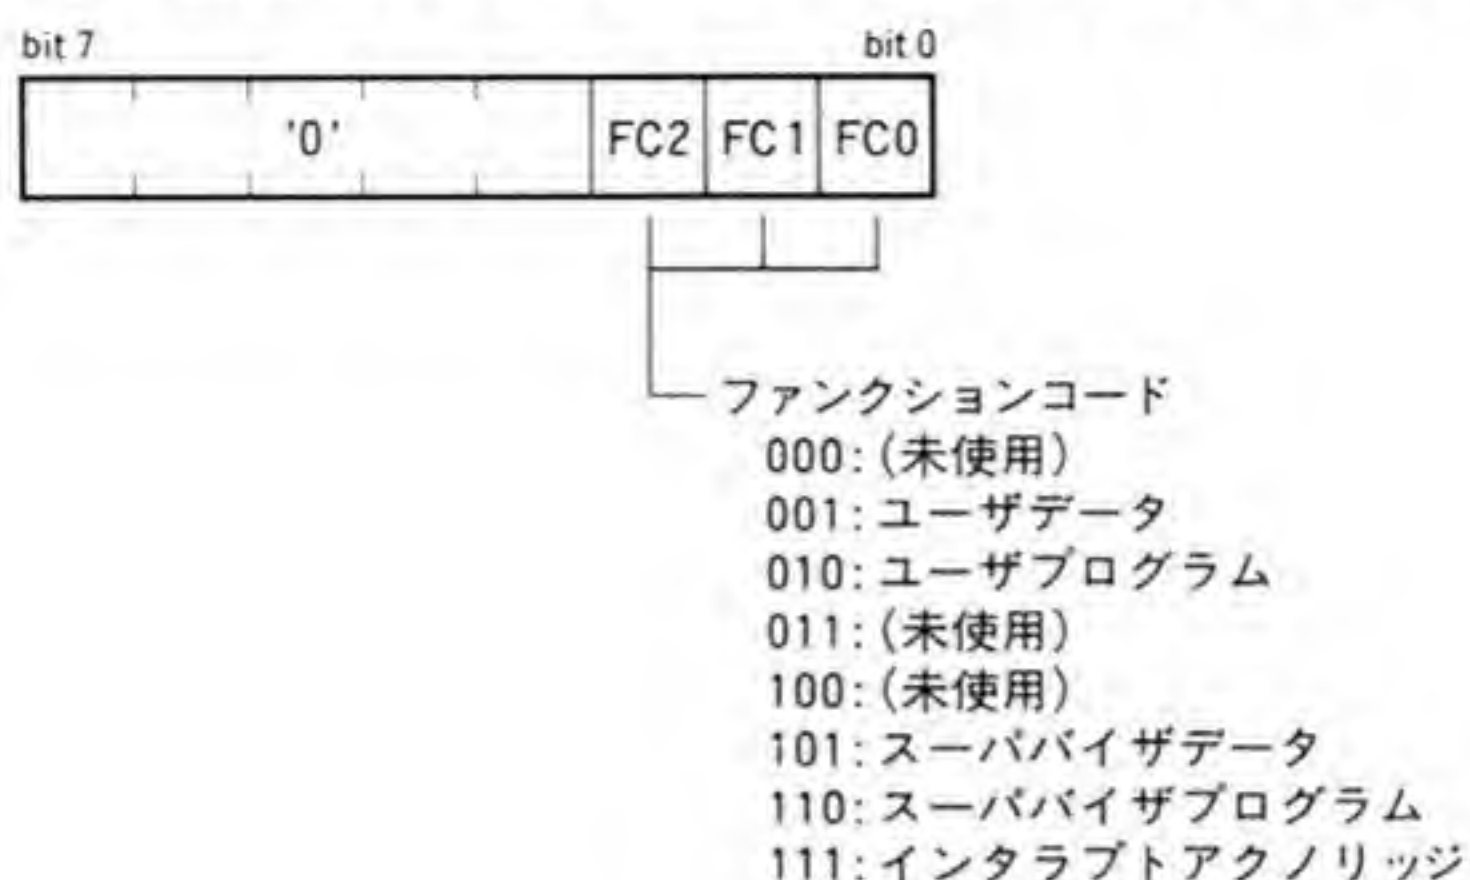 bit 7 bit 0
'0' FC2 FC1 FC0
ファンクションコード
000:(未使用)
001:ユーザデータ
010:ユーザプログラム
011:(未使用)
100:(未使用)
101:スーパバイザデータ
110:スーパバイザプログラム
111:インタラプトアクノリッジ